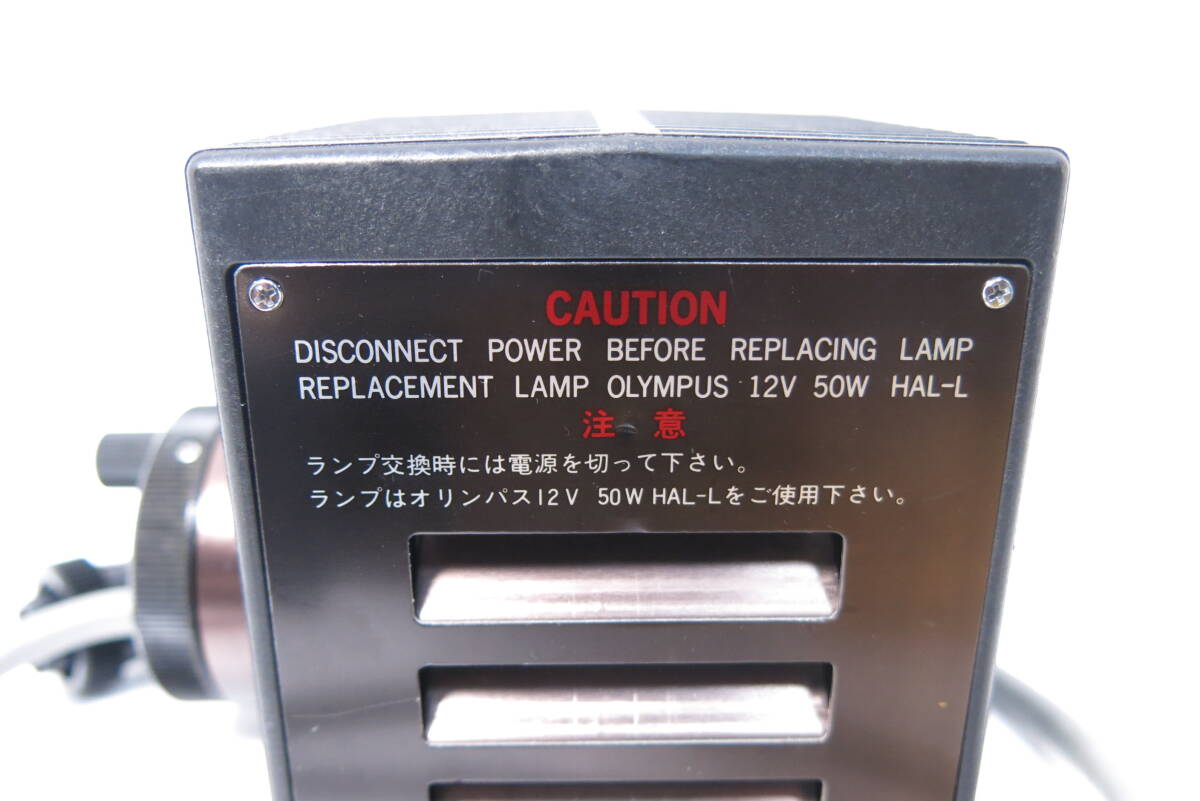 CAUTION
DISCONNECT POWER BEFORE REPLACING LAMP
REPLACEMENT LAMP OLYMPUS 12V 50W HAL-L
注意
ランプ交換時には電源を切って下さい。
ランプはオリンパス12V 50W HAL-Lをご使用下さい。